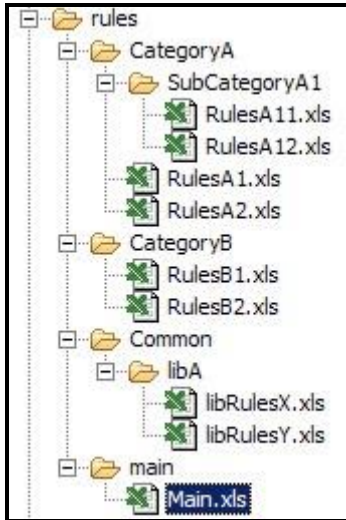 rules
CategoryA
SubCategoryA1
RulesA11.xls
RulesA12.xls
RulesA1.xls
RulesA2.xls
CategoryB
RulesB1.xls
RulesB2.xls
Common
libA
libRulesX.xls
libRulesY.xls
main
Main.xls